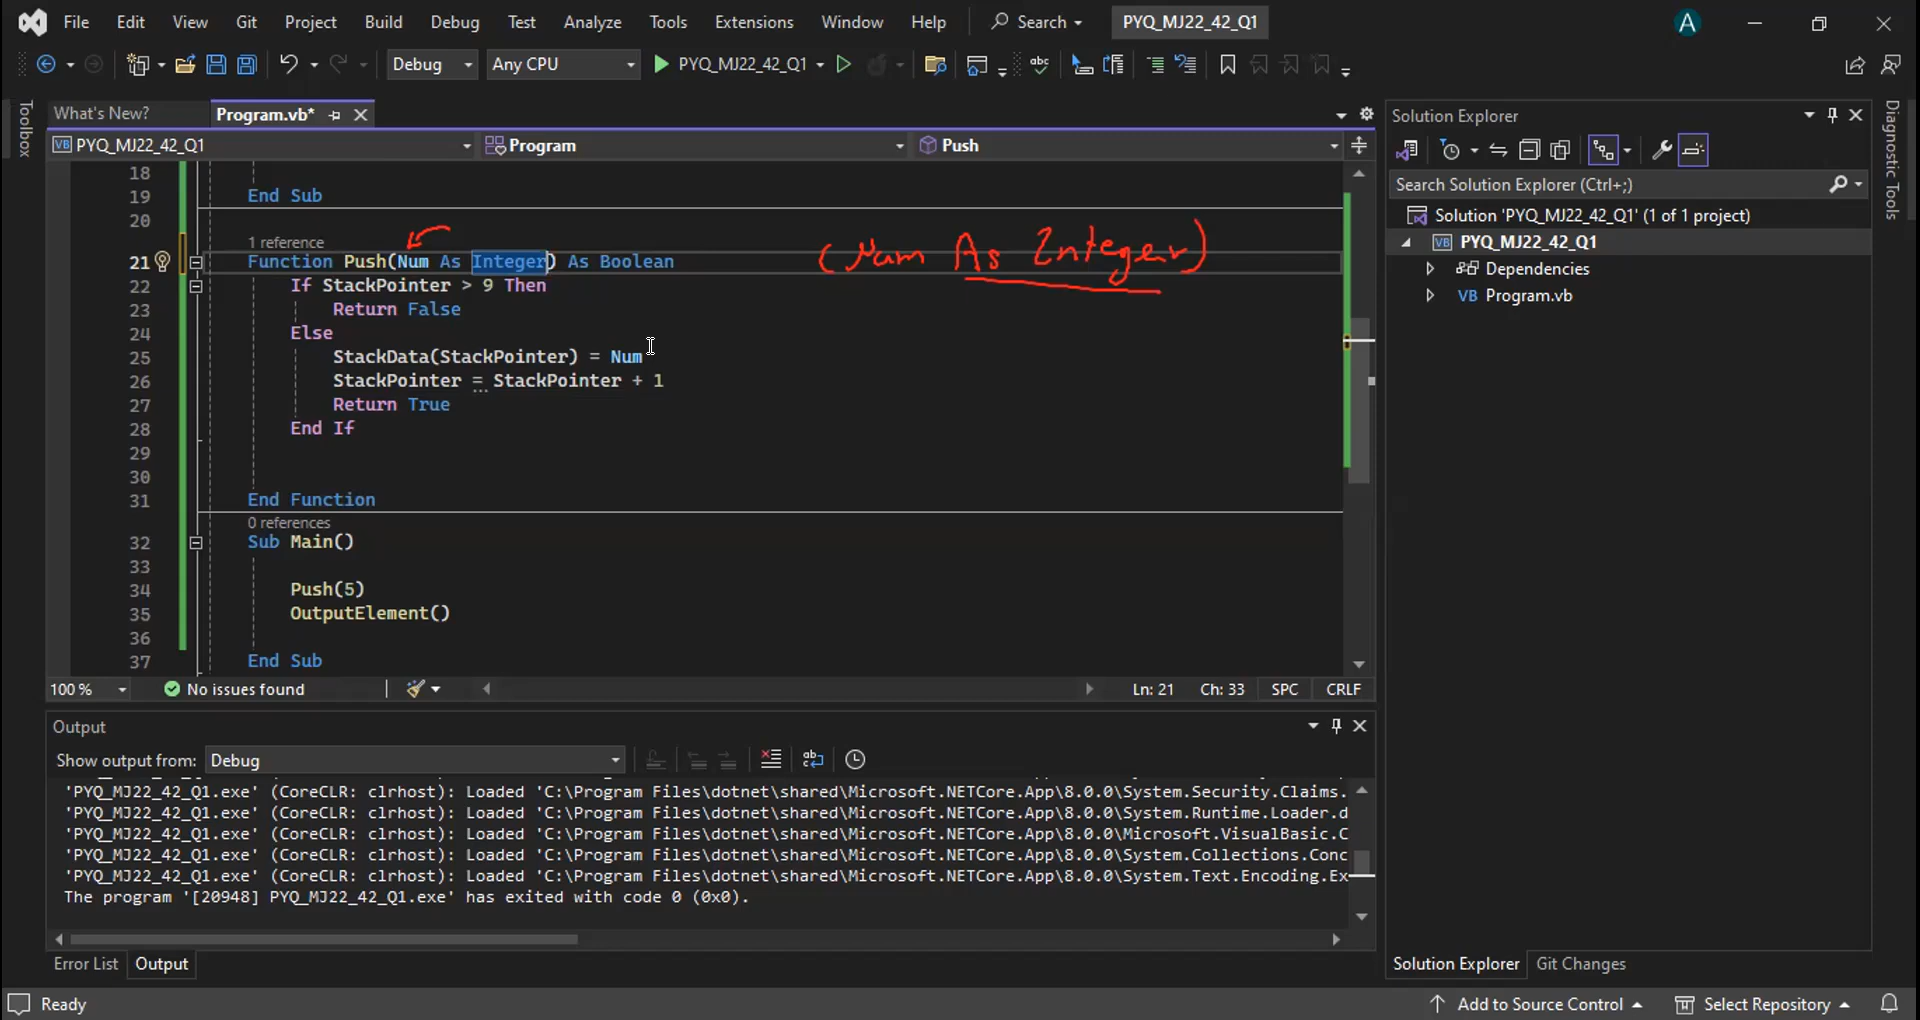 File Edit View Git Project Build Debug Test Analyze Tools Extensions Window Help Search PYQ_MJ22_42_Q1 A
Debug Any CPU PYQ_MJ22_42_Q1
Toolbox
What's New? Program.vb*
VB PYQ_MJ22_42_Q1 Program Push
18
19 End Sub
20
1 reference
21 Function Push(Num As Integer) As Boolean
(Num As Integer)
22 If StackPointer > 9 Then
23 Return False
24 Else
25 StackData(StackPointer) = Num
26 StackPointer = StackPointer + 1
27 Return True
28 End If
29
30
31 End Function
0 references
32 Sub Main()
33
34 Push(5)
35 OutputElement()
36
37 End Sub
100 % No issues found Ln: 21 Ch: 33 SPC CRLF
Output
Show output from: Debug
'PYQ_MJ22_42_Q1.exe' (CoreCLR: clrhost): Loaded 'C:\Program Files\dotnet\shared\Microsoft.NETCore.App\8.0.0\System.Security.Claims.
'PYQ_MJ22_42_Q1.exe' (CoreCLR: clrhost): Loaded 'C:\Program Files\dotnet\shared\Microsoft.NETCore.App\8.0.0\System.Runtime.Loader.d
'PYQ_MJ22_42_Q1.exe' (CoreCLR: clrhost): Loaded 'C:\Program Files\dotnet\shared\Microsoft.NETCore.App\8.0.0\Microsoft.VisualBasic.C
'PYQ_MJ22_42_Q1.exe' (CoreCLR: clrhost): Loaded 'C:\Program Files\dotnet\shared\Microsoft.NETCore.App\8.0.0\System.Collections.Conc
'PYQ_MJ22_42_Q1.exe' (CoreCLR: clrhost): Loaded 'C:\Program Files\dotnet\shared\Microsoft.NETCore.App\8.0.0\System.Text.Encoding.Ex
The program '[20948] PYQ_MJ22_42_Q1.exe' has exited with code 0 (0x0).
Error List Output
Solution Explorer
Search Solution Explorer (Ctrl+;)
Solution 'PYQ_MJ22_42_Q1' (1 of 1 project)
VB PYQ_MJ22_42_Q1
Dependencies
VB Program.vb
Solution Explorer Git Changes
Diagnostic Tools
Ready Add to Source Control Select Repository